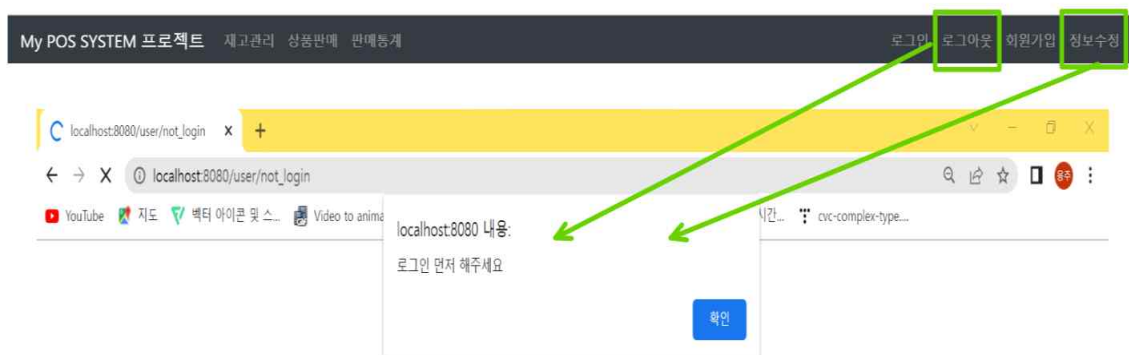 My POS SYSTEM 프로젝트 재고관리 상품판매 판매통계 로그인 로그아웃 회원가입 정보수정
localhost:8080/user/not_login
localhost:8080/user/not_login
YouTube 지도 벡터 아이콘 및 스... Video to anima 시간... cvc-complex-type...
localhost:8080 내용:
로그인 먼저 해주세요
확인